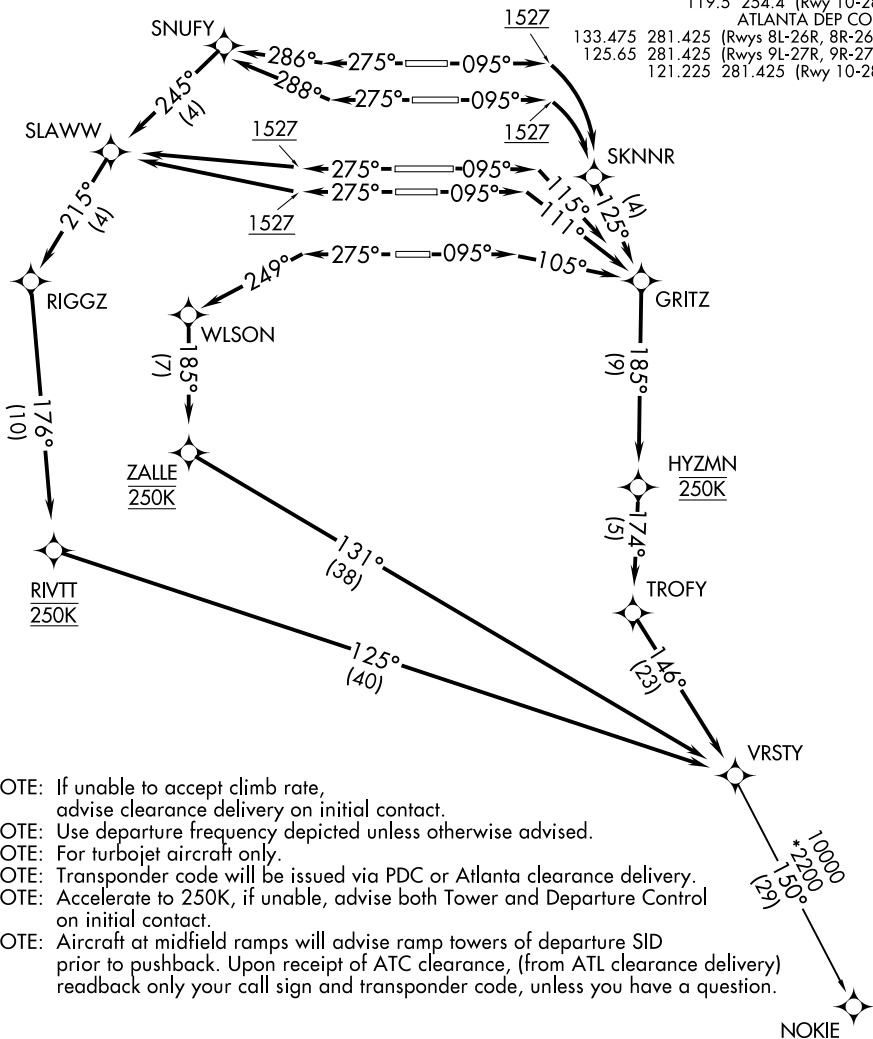 119.5 254.4 (Rwy 10-28
ATLANTA DEP CO
133.475 281.425 (Rwys 8L-26R, 8R-26
125.65 281.425 (Rwys 9L-27R, 9R-27
121.225 281.425 (Rwy 10-28
1527
SNUFY
286°
275°
095°
288°
275°
095°
245°
(4)
1527
SLAWW
1527
275°
095°
SKNNR
275°
095°
1527
115°
111°
125°
(4)
215°
(4)
275°
095°
249°
105°
RIGGZ
WLSON
GRITZ
185°
(7)
185°
(9)
176°
(10)
ZALLE
250K
HYZMN
250K
174°
(5)
131°
(38)
RIVTT
250K
TROFY
125°
(40)
146°
(23)
VRSTY
OTE: If unable to accept climb rate,
advise clearance delivery on initial contact.
OTE: Use departure frequency depicted unless otherwise advised.
OTE: For turbojet aircraft only.
OTE: Transponder code will be issued via PDC or Atlanta clearance delivery.
OTE: Accelerate to 250K, if unable, advise both Tower and Departure Control
on initial contact.
OTE: Aircraft at midfield ramps will advise ramp towers of departure SID
prior to pushback. Upon receipt of ATC clearance, (from ATL clearance delivery)
readback only your call sign and transponder code, unless you have a question.
10000
*2200
150°
(29)
NOKIE